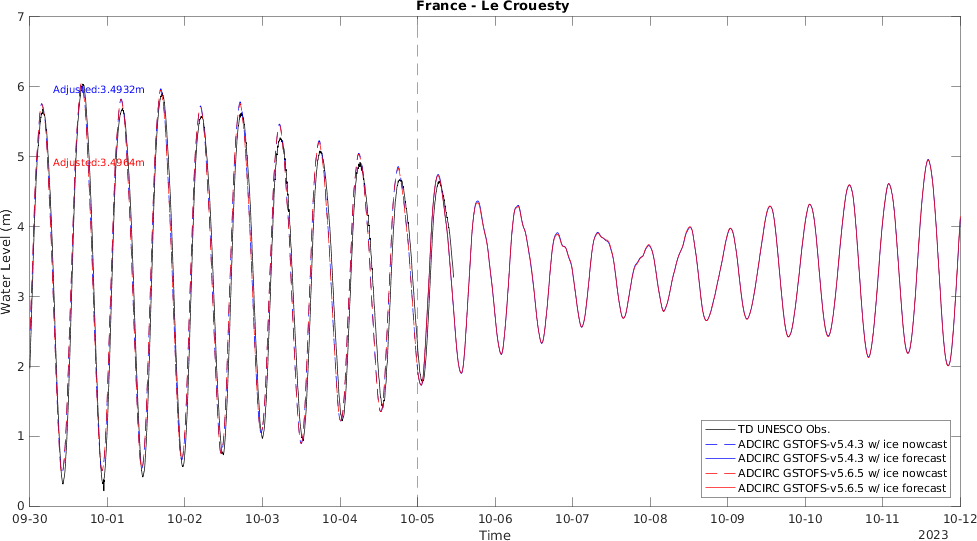 France - Le Crouesty
7
6
5
4
3
2
1
0
Water Level (m)
Adjusted:3.4932m
Adjusted:3.4964m
TD UNESCO Obs.
ADCIRC GSTOFS-v5.4.3 w/ ice nowcast
ADCIRC GSTOFS-v5.4.3 w/ ice forecast
ADCIRC GSTOFS-v5.6.5 w/ ice nowcast
ADCIRC GSTOFS-v5.6.5 w/ ice forecast
09-30 10-01 10-02 10-03 10-04 10-05 10-06 10-07 10-08 10-09 10-10 10-11 10-12
Time
2023